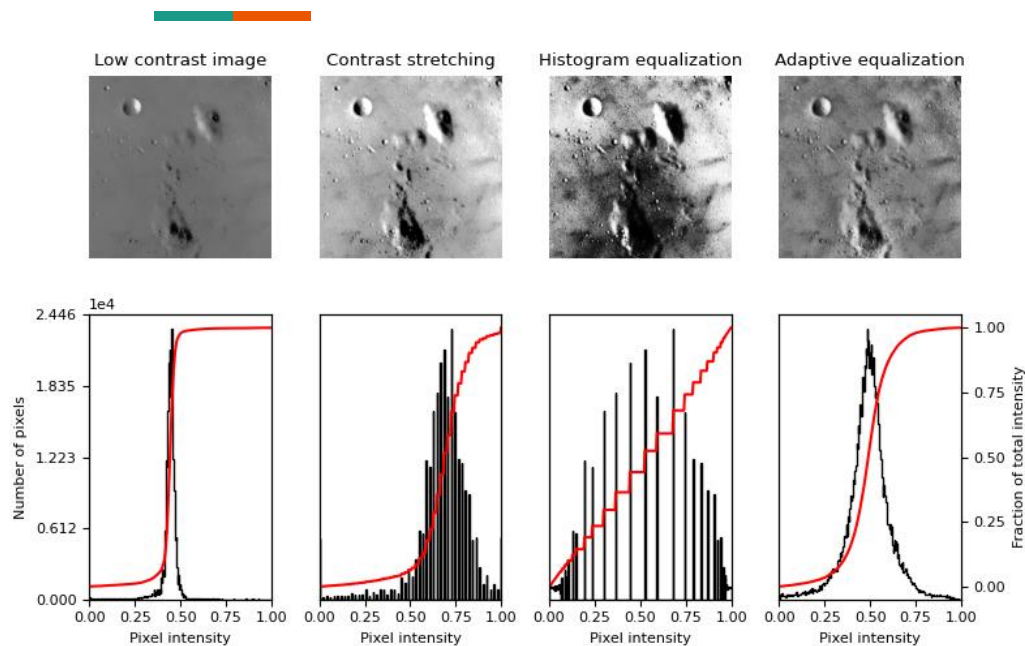 Low contrast image
Contrast stretching
Histogram equalization
Adaptive equalization
1e4
2.446
1.835
1.223
0.612
0.000
Number of pixels
0.00 0.25 0.50 0.75 1.00
Pixel intensity
0.00 0.25 0.50 0.75 1.00
Pixel intensity
0.00 0.25 0.50 0.75 1.00
Pixel intensity
0.00 0.25 0.50 0.75 1.00
Pixel intensity
1.00
0.75
0.50
0.25
0.00
Fraction of total intensity